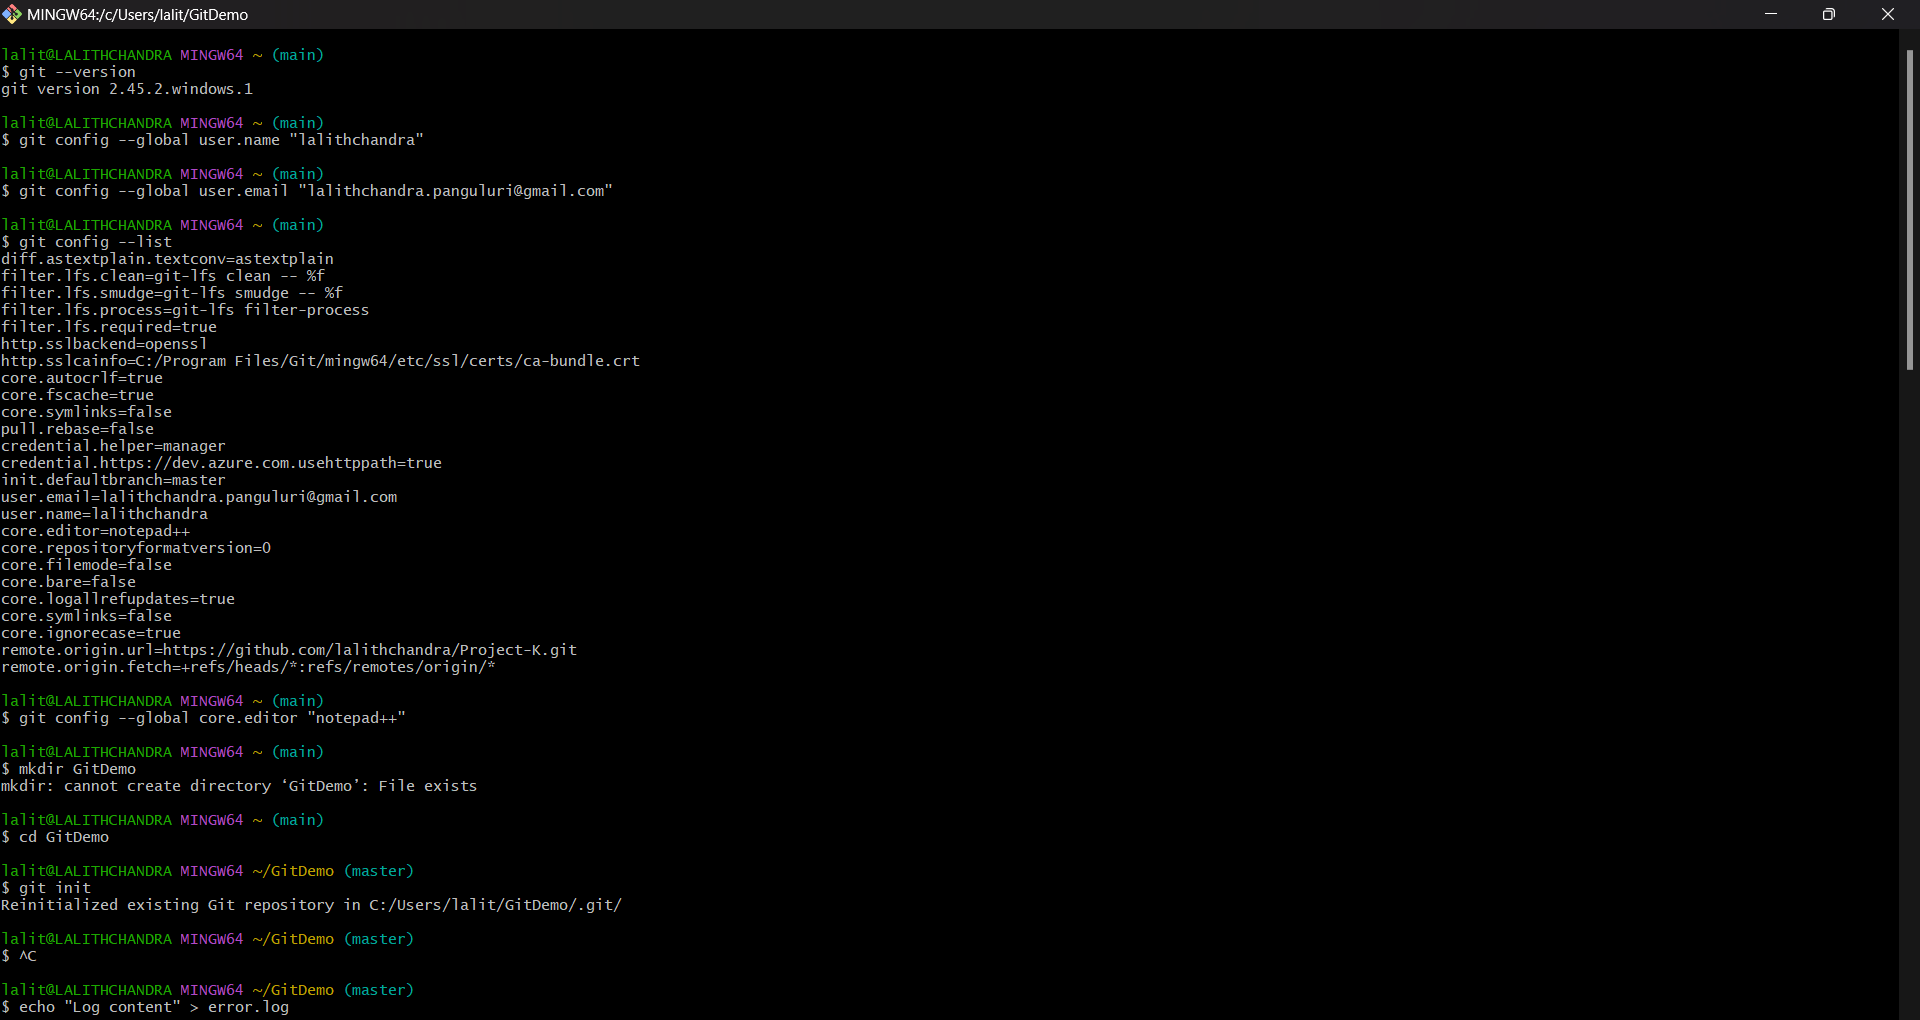 MINGW64:/c/Users/lalit/GitDemo
lalit@LALITHCHANDRA MINGW64 ~ (main)
$ git --version
git version 2.45.2.windows.1
lalit@LALITHCHANDRA MINGW64 ~ (main)
$ git config --global user.name "lalithchandra"
lalit@LALITHCHANDRA MINGW64 ~ (main)
$ git config --global user.email "lalithchandra.panguluri@gmail.com"
lalit@LALITHCHANDRA MINGW64 ~ (main)
$ git config --list
diff.astextplain.textconv=astextplain
filter.lfs.clean=git-lfs clean -- %f
filter.lfs.smudge=git-lfs smudge -- %f
filter.lfs.process=git-lfs filter-process
filter.lfs.required=true
http.sslbackend=openssl
http.sslcainfo=C:/Program Files/Git/mingw64/etc/ssl/certs/ca-bundle.crt
core.autocrlf=true
core.fscache=true
core.symlinks=false
pull.rebase=false
credential.helper=manager
credential.https://dev.azure.com.usehttppath=true
init.defaultbranch=master
user.email=lalithchandra.panguluri@gmail.com
user.name=lalithchandra
core.editor=notepad++
core.repositoryformatversion=0
core.filemode=false
core.bare=false
core.logallrefupdates=true
core.symlinks=false
core.ignorecase=true
remote.origin.url=https://github.com/lalithchandra/Project-K.git
remote.origin.fetch=+refs/heads/*:refs/remotes/origin/*
lalit@LALITHCHANDRA MINGW64 ~ (main)
$ git config --global core.editor "notepad++"
lalit@LALITHCHANDRA MINGW64 ~ (main)
$ mkdir GitDemo
mkdir: cannot create directory ‘GitDemo’: File exists
lalit@LALITHCHANDRA MINGW64 ~ (main)
$ cd GitDemo
lalit@LALITHCHANDRA MINGW64 ~/GitDemo (master)
$ git init
Reinitialized existing Git repository in C:/Users/lalit/GitDemo/.git/
lalit@LALITHCHANDRA MINGW64 ~/GitDemo (master)
$ ^C
lalit@LALITHCHANDRA MINGW64 ~/GitDemo (master)
$ echo "Log content" > error.log